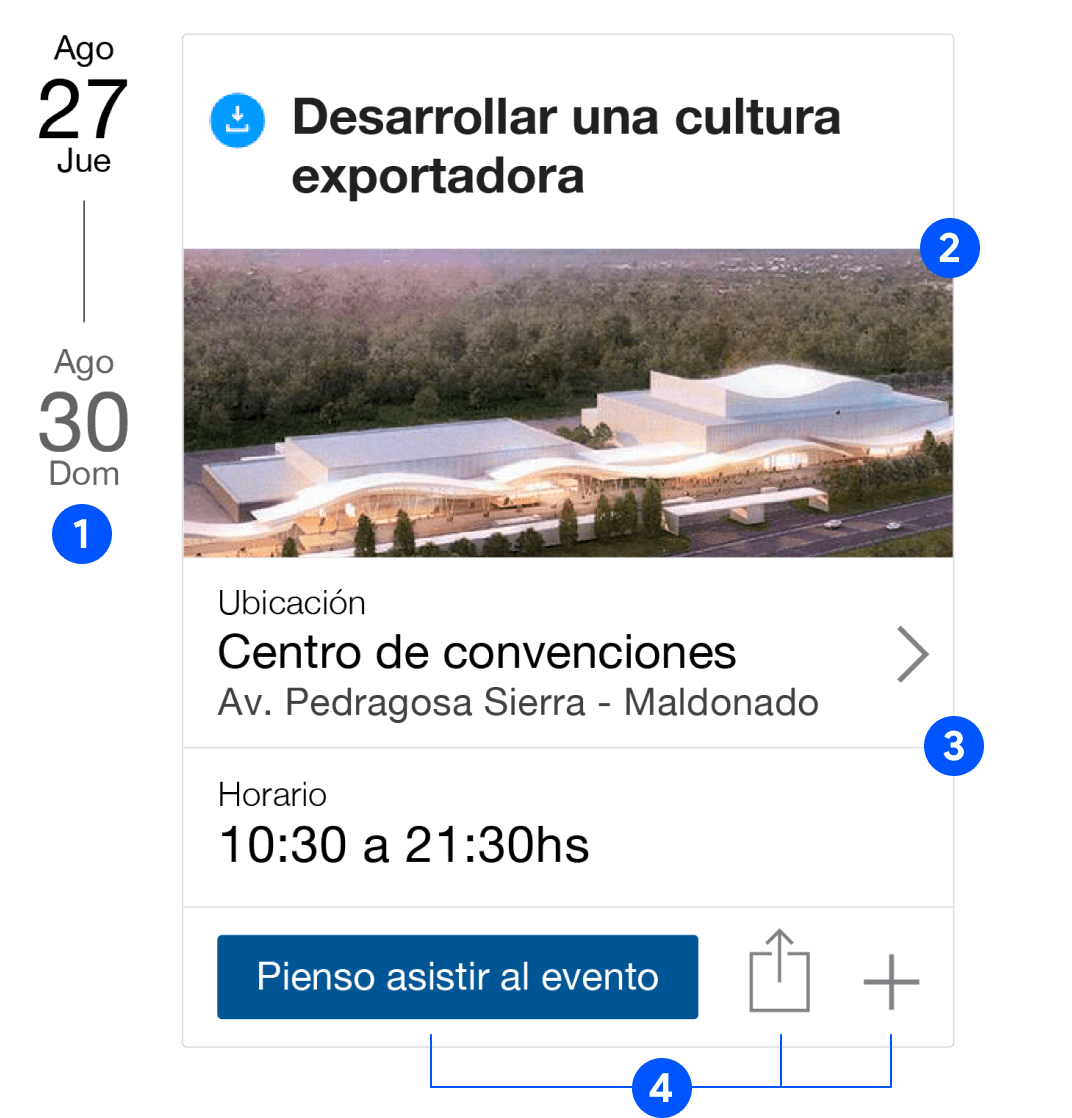 Ago
27
Jue
Ago
30
Dom
1
Desarrollar una cultura
exportadora
2
Ubicación
Centro de convenciones
Av. Pedragosa Sierra - Maldonado
3
Horario
10:30 a 21:30hs
Pienso asistir al evento
4